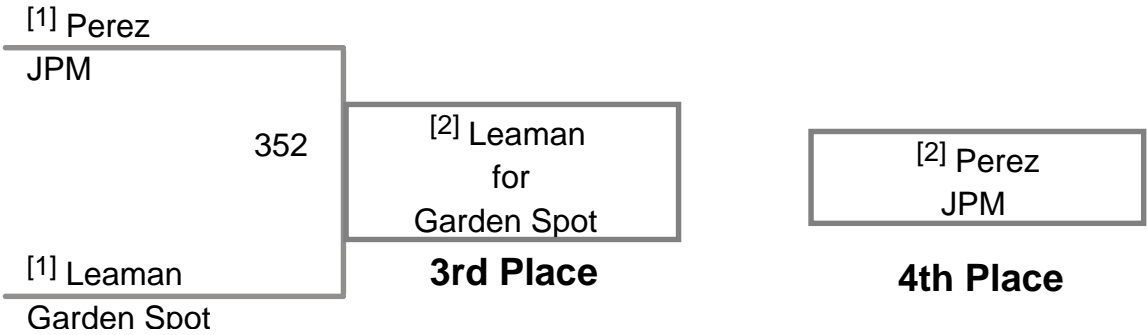 [1] Perez
JPM
352
[1] Leaman
Garden Spot
[2] Leaman
for
Garden Spot
3rd Place
[2] Perez
JPM
4th Place